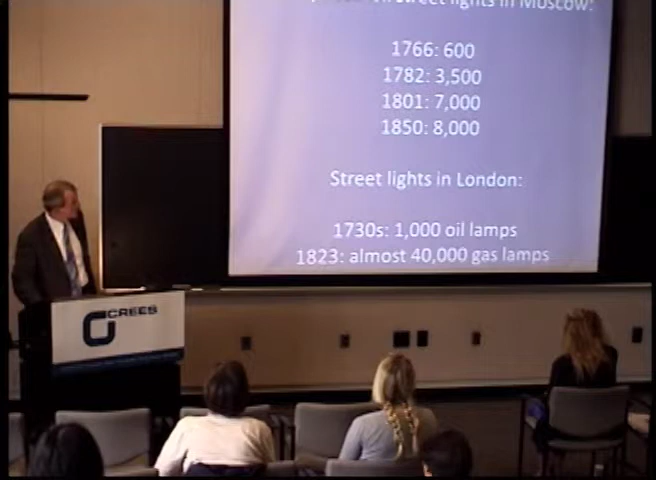 street lights in Moscow:
1766: 600
1782: 3,500
1801: 7,000
1850: 8,000
Street lights in London:
1730s: 1,000 oil lamps
1823: almost 40,000 gas lamps
CREES